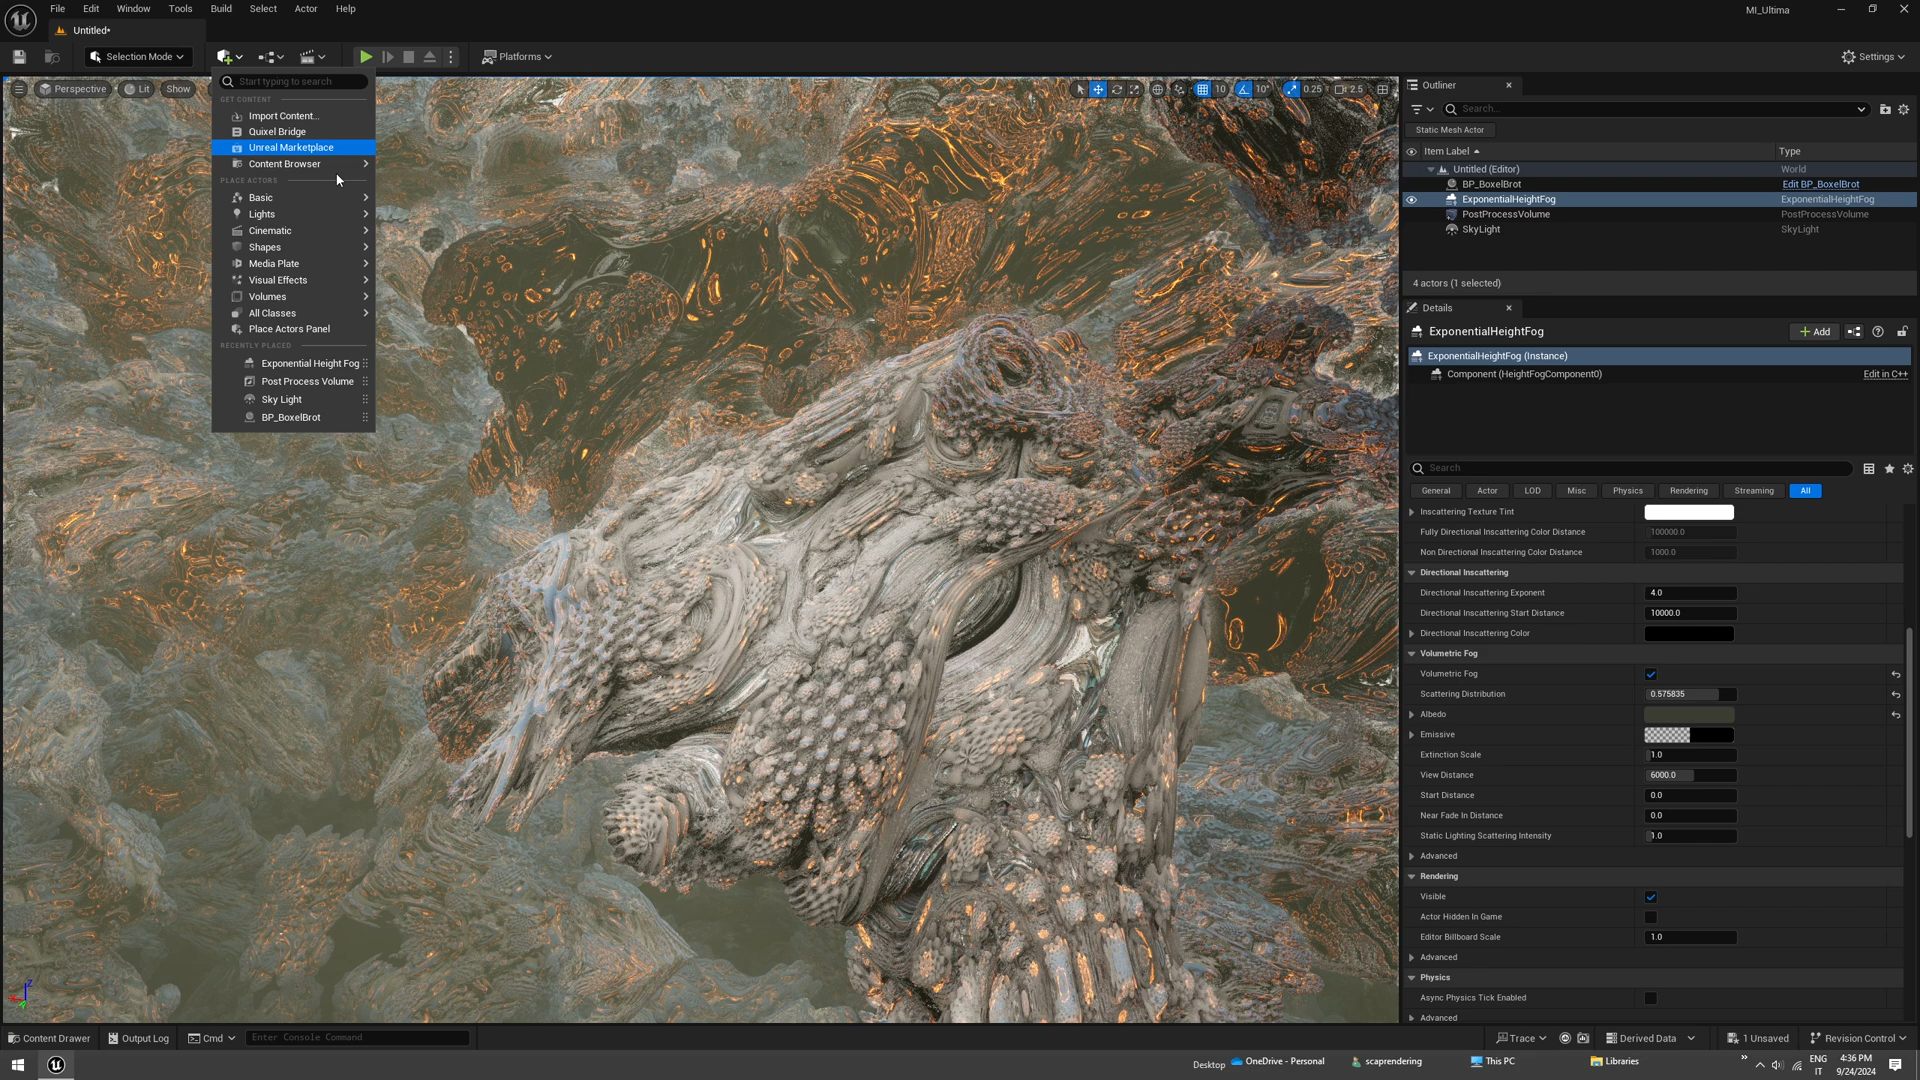 File Edit Window Tools Build Select Actor Help
MI_Ultima
Untitled*
Selection Mode
Platforms
Settings
Perspective Lit Show
10 10° 0.25 2.5
Start typing to search
GET CONTENT
Import Content...
Quixel Bridge
Unreal Marketplace
Content Browser
PLACE ACTORS
Basic
Lights
Cinematic
Shapes
Media Plate
Visual Effects
Volumes
All Classes
Place Actors Panel
RECENTLY PLACED
Exponential Height Fog
Post Process Volume
Sky Light
BP_BoxelBrot
Outliner
Search...
Static Mesh Actor
Item Label Type
Untitled (Editor) World
BP_BoxelBrot Edit BP_BoxelBrot
ExponentialHeightFog ExponentialHeightFog
PostProcessVolume PostProcessVolume
SkyLight SkyLight
4 actors (1 selected)
Details
ExponentialHeightFog
+ Add
ExponentialHeightFog (Instance)
Component (HeightFogComponent0) Edit in C++
Search
General Actor LOD Misc Physics Rendering Streaming All
Inscattering Texture Tint
Fully Directional Inscattering Color Distance 100000.0
Non Directional Inscattering Color Distance 1000.0
Directional Inscattering
Directional Inscattering Exponent 4.0
Directional Inscattering Start Distance 10000.0
Directional Inscattering Color
Volumetric Fog
Volumetric Fog
Scattering Distribution 0.575835
Albedo
Emissive
Extinction Scale 1.0
View Distance 6000.0
Start Distance 0.0
Near Fade In Distance 0.0
Static Lighting Scattering Intensity 1.0
Advanced
Rendering
Visible
Actor Hidden In Game
Editor Billboard Scale 1.0
Advanced
Physics
Async Physics Tick Enabled
Advanced
Z
Content Drawer Output Log Cmd Enter Console Command
Trace Derived Data 1 Unsaved Revision Control
Desktop OneDrive - Personal scaprendering This PC Libraries
ENG
IT
4:36 PM
9/24/2024